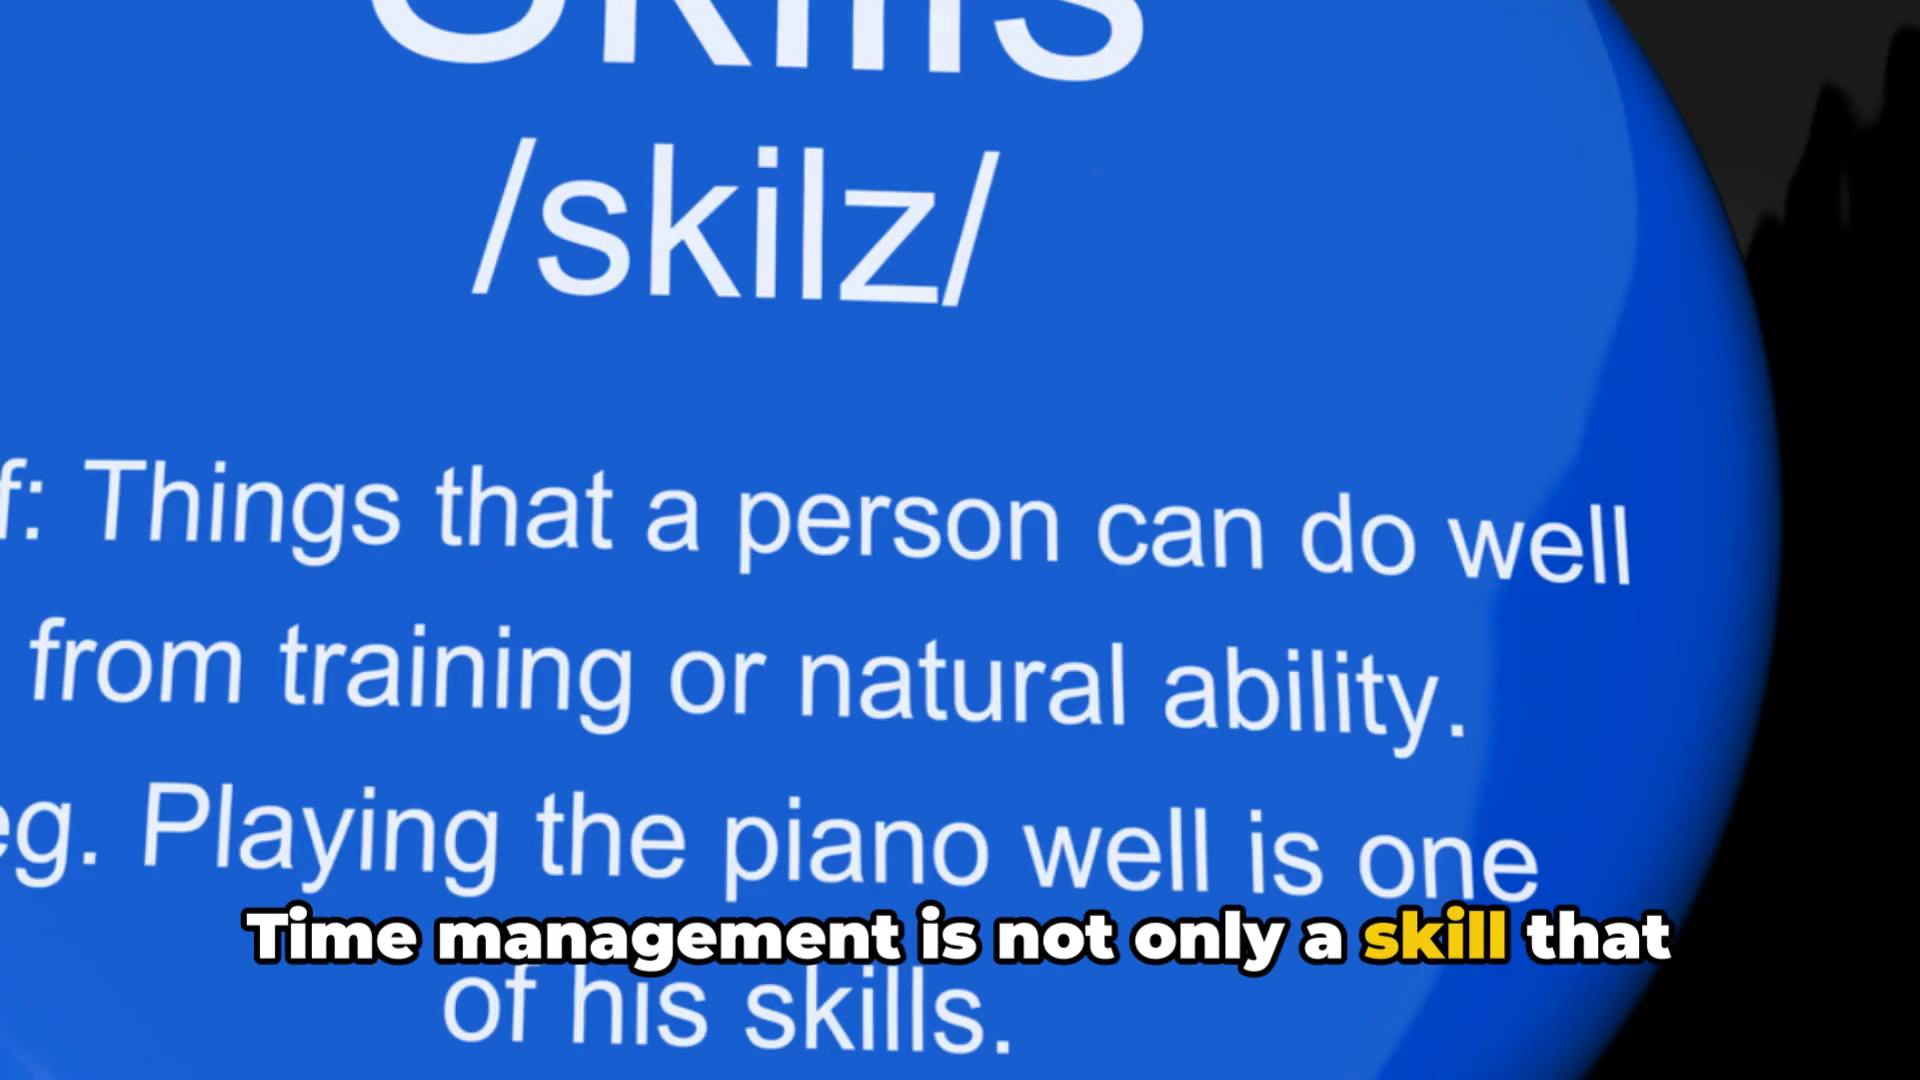 Skills
/skilz/
f: Things that a person can do well
from training or natural ability.
eg. Playing the piano well is one
of his skills.
Time management is not only a skill that